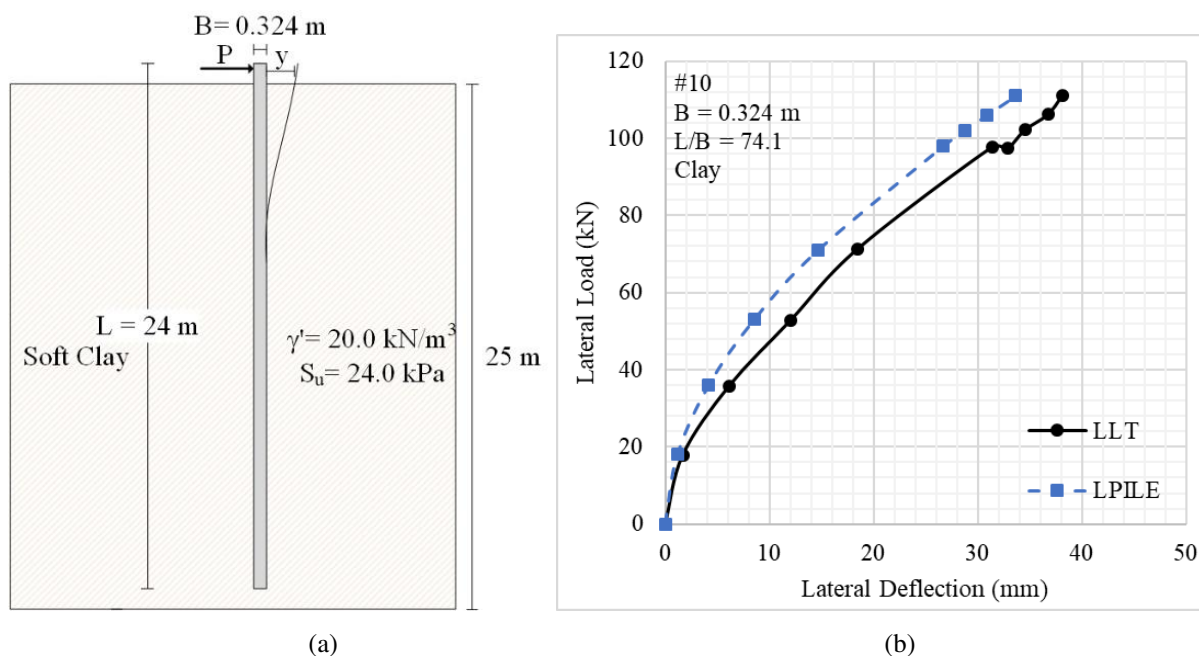 B= 0.324 m
P
y
L = 24 m
Soft Clay
γ'= 20.0 kN/m³
Sᵤ= 24.0 kPa
25 m
(a)
#10
B = 0.324 m
L/B = 74.1
Clay
120
100
80
60
40
20
0
Lateral Load (kN)
LLT
LPILE
0 10 20 30 40 50
Lateral Deflection (mm)
(b)